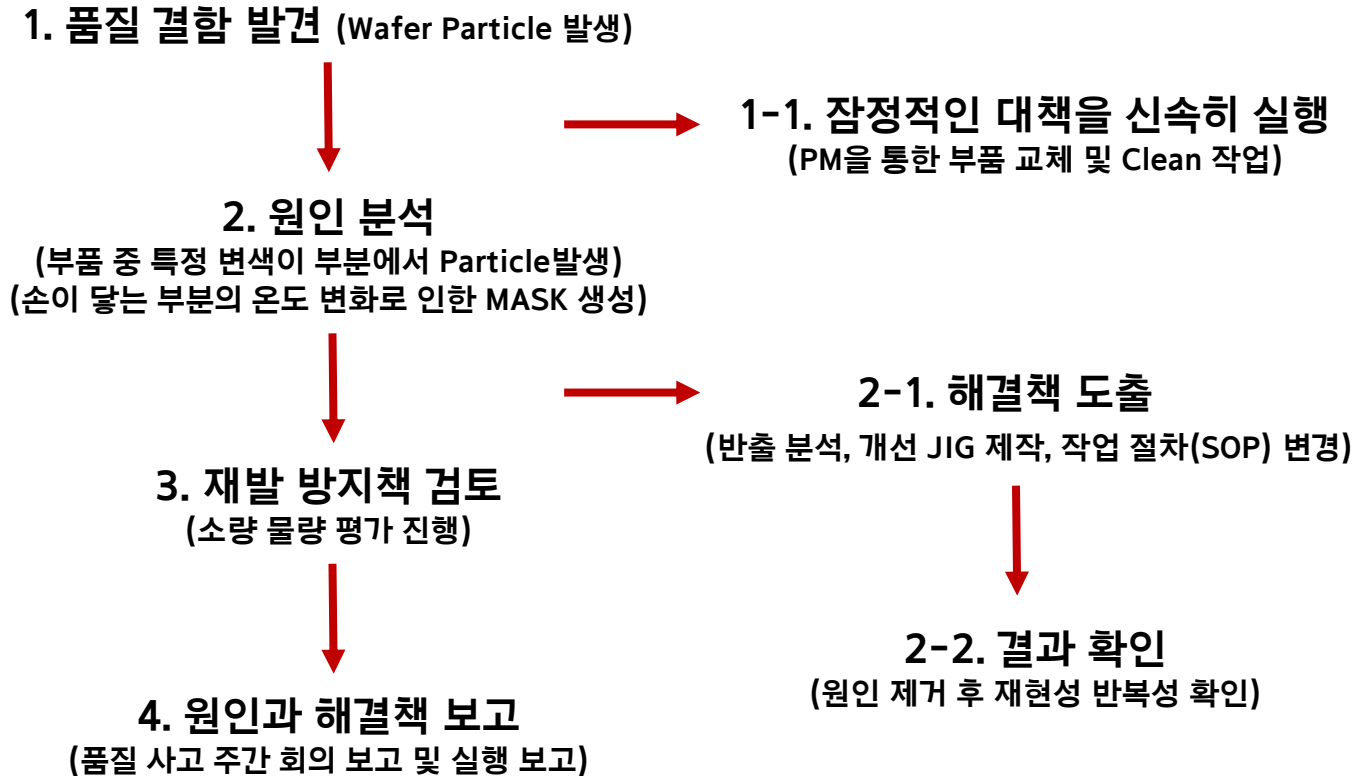 1. 품질 결함 발견 (Wafer Particle 발생)
1-1. 잠정적인 대책을 신속히 실행
(PM을 통한 부품 교체 및 Clean 작업)
2. 원인 분석
(부품 중 특정 변색이 부분에서 Particle발생)
(손이 닿는 부분의 온도 변화로 인한 MASK 생성)
2-1. 해결책 도출
(반출 분석, 개선 JIG 제작, 작업 절차(SOP) 변경)
3. 재발 방지책 검토
(소량 물량 평가 진행)
2-2. 결과 확인
(원인 제거 후 재현성 반복성 확인)
4. 원인과 해결책 보고
(품질 사고 주간 회의 보고 및 실행 보고)